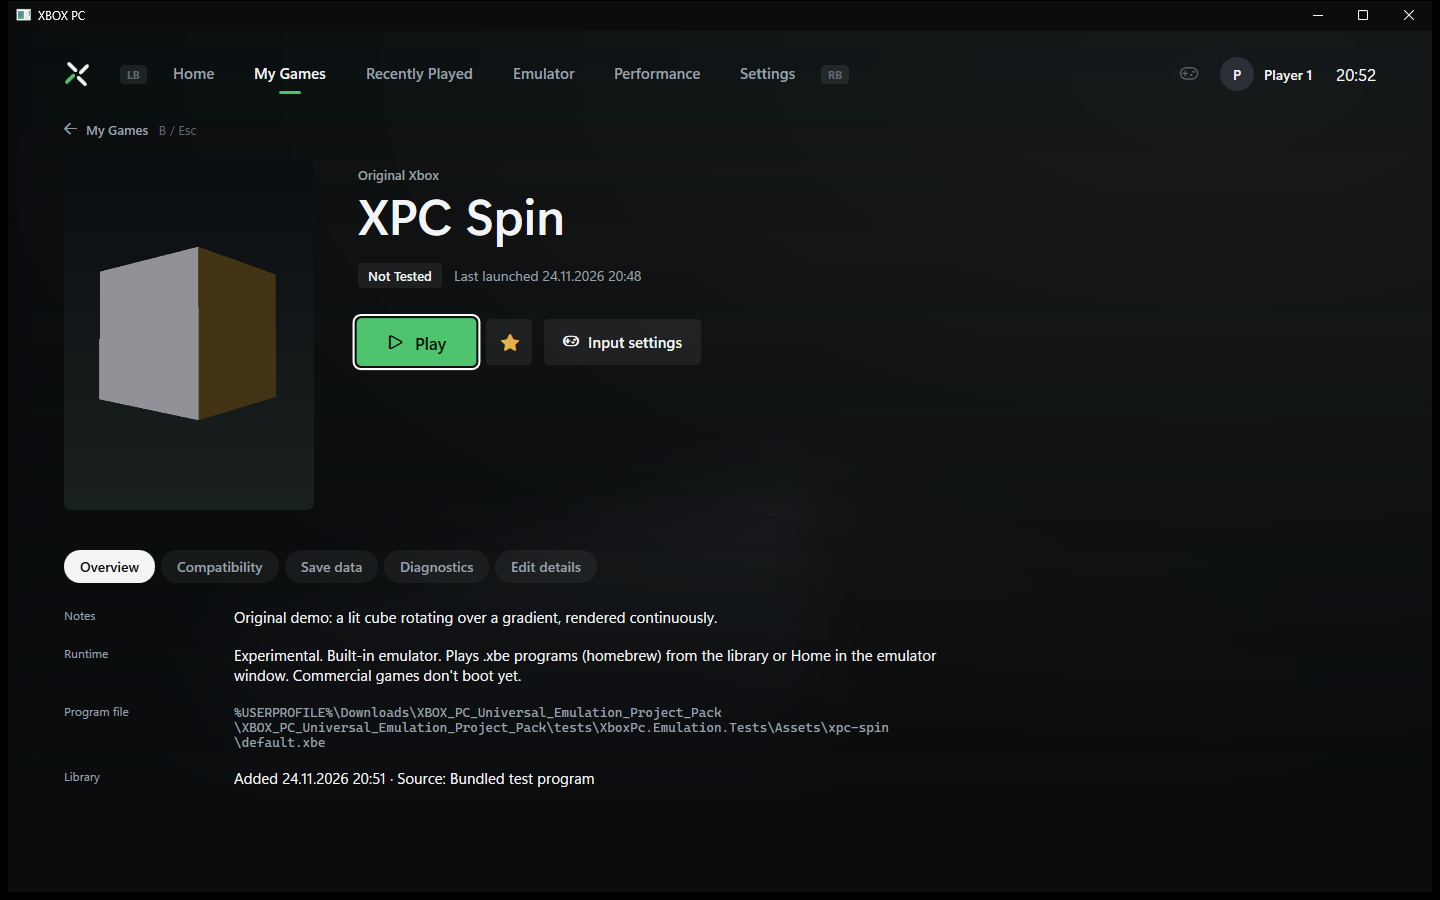 XBOX PC
LB Home My Games Recently Played Emulator Performance Settings RB P Player 1 20:52
My Games B / Esc
Original Xbox
XPC Spin
Not Tested Last launched 24.11.2026 20:48
Play Input settings
Overview Compatibility Save data Diagnostics Edit details
Notes Original demo: a lit cube rotating over a gradient, rendered continuously.
Runtime Experimental. Built-in emulator. Plays .xbe programs (homebrew) from the library or Home in the emulator
window. Commercial games don't boot yet.
Program file %USERPROFILE%\Downloads\XBOX_PC_Universal_Emulation_Project_Pack
\XBOX_PC_Universal_Emulation_Project_Pack\tests\XboxPc.Emulation.Tests\Assets\xpc-spin
\default.xbe
Library Added 24.11.2026 20:51 · Source: Bundled test program